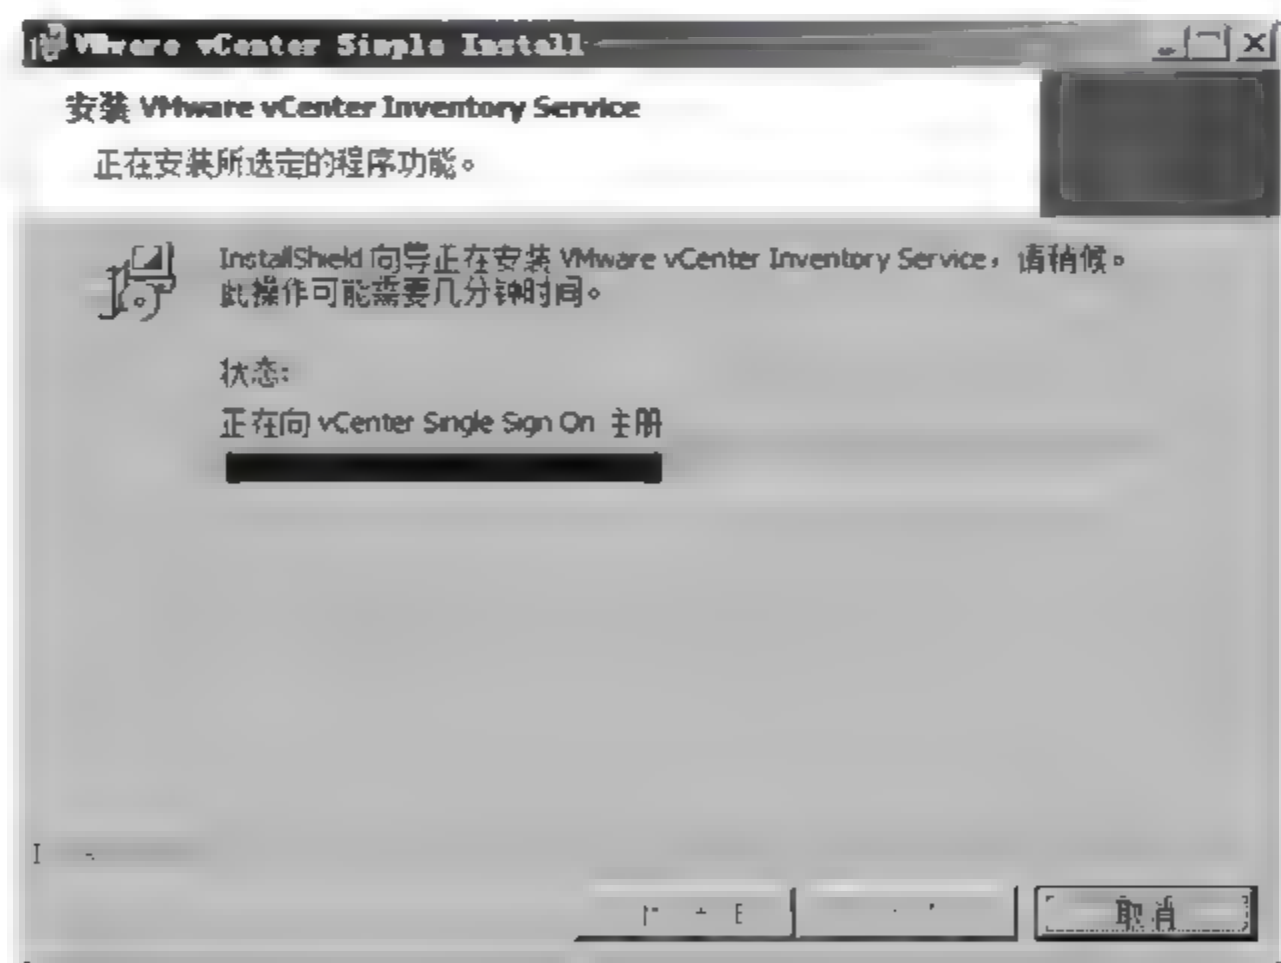 VMware vCenter Simple Install
安装 VMware vCenter Inventory Service
正在安装所选定的程序功能。
InstallShield 向导正在安装 VMware vCenter Inventory Service，请稍候。
此操作可能需要几分钟时间。
状态:
正在向 vCenter Single Sign On 注册
取消